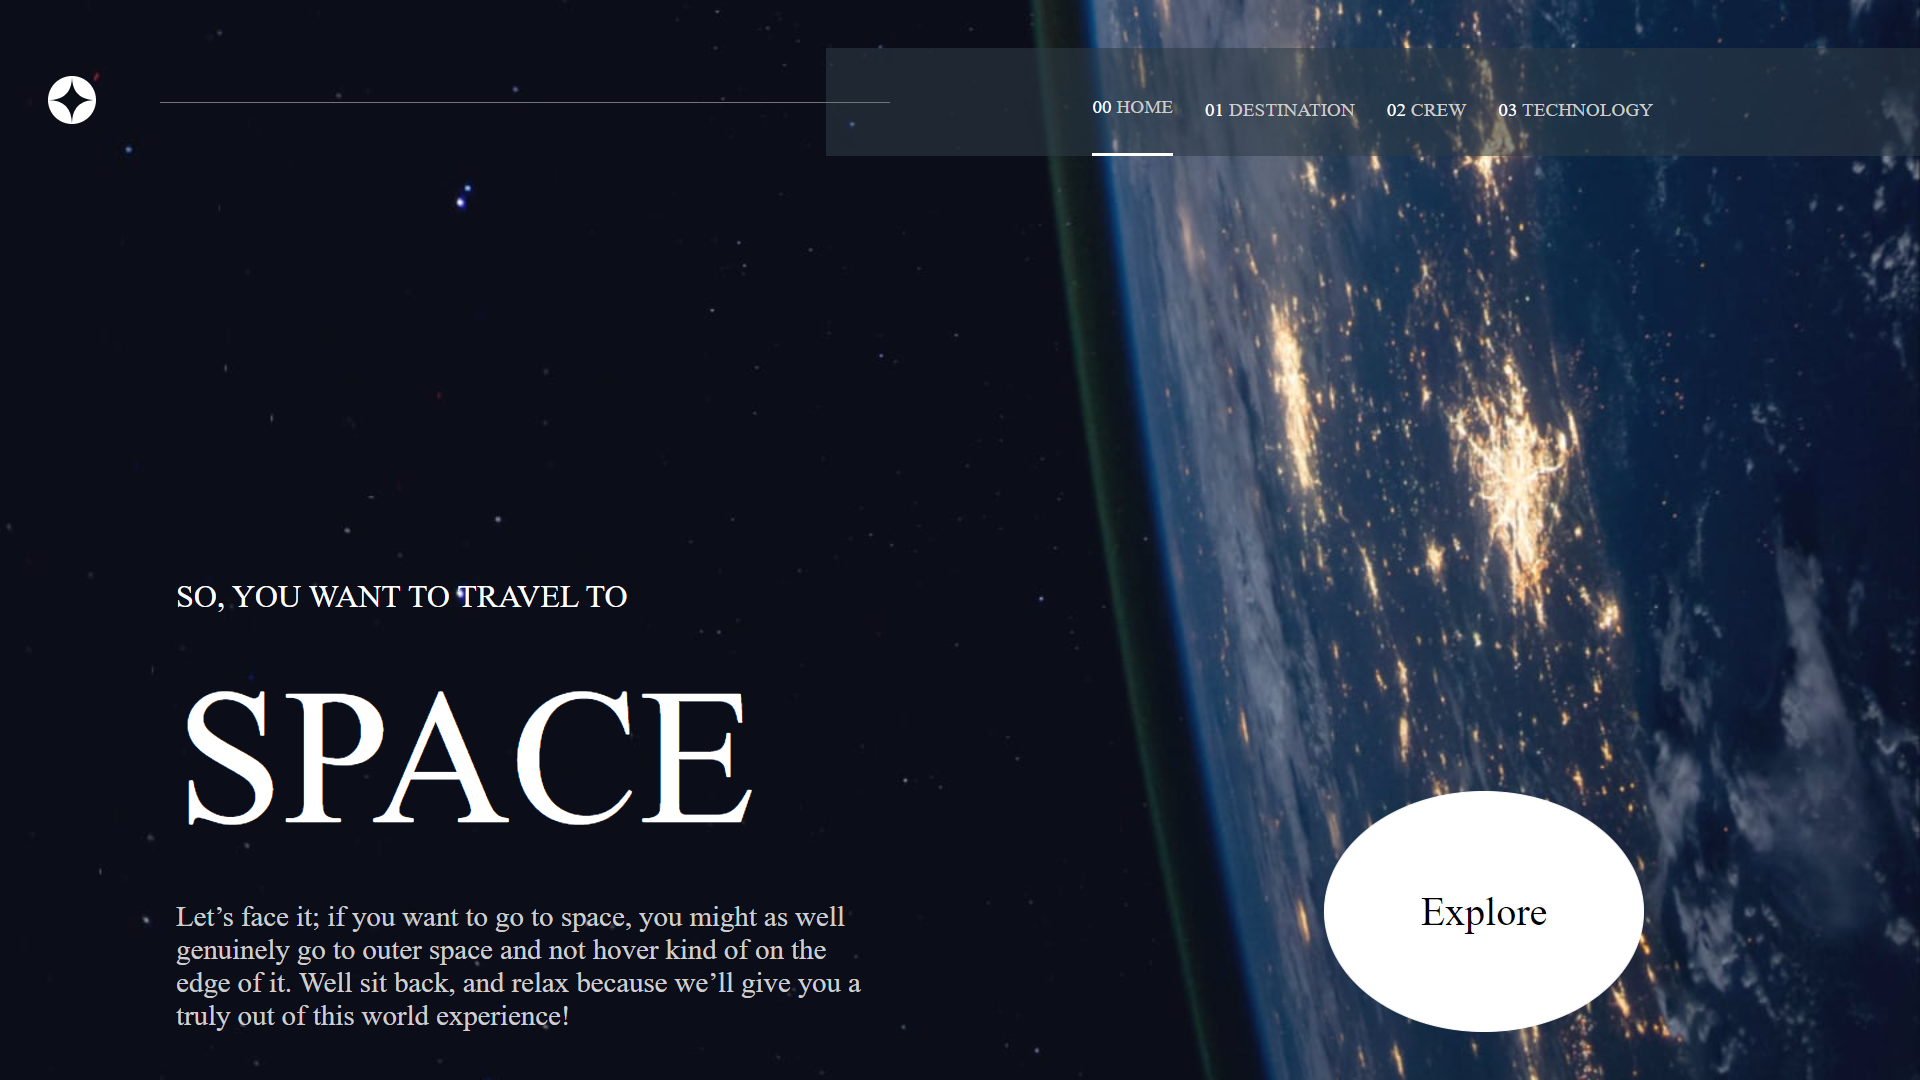 00 HOME
01 DESTINATION
02 CREW
03 TECHNOLOGY
SO, YOU WANT TO TRAVEL TO
SPACE
Let’s face it; if you want to go to space, you might as well
genuinely go to outer space and not hover kind of on the
edge of it. Well sit back, and relax because we’ll give you a
truly out of this world experience!
Explore